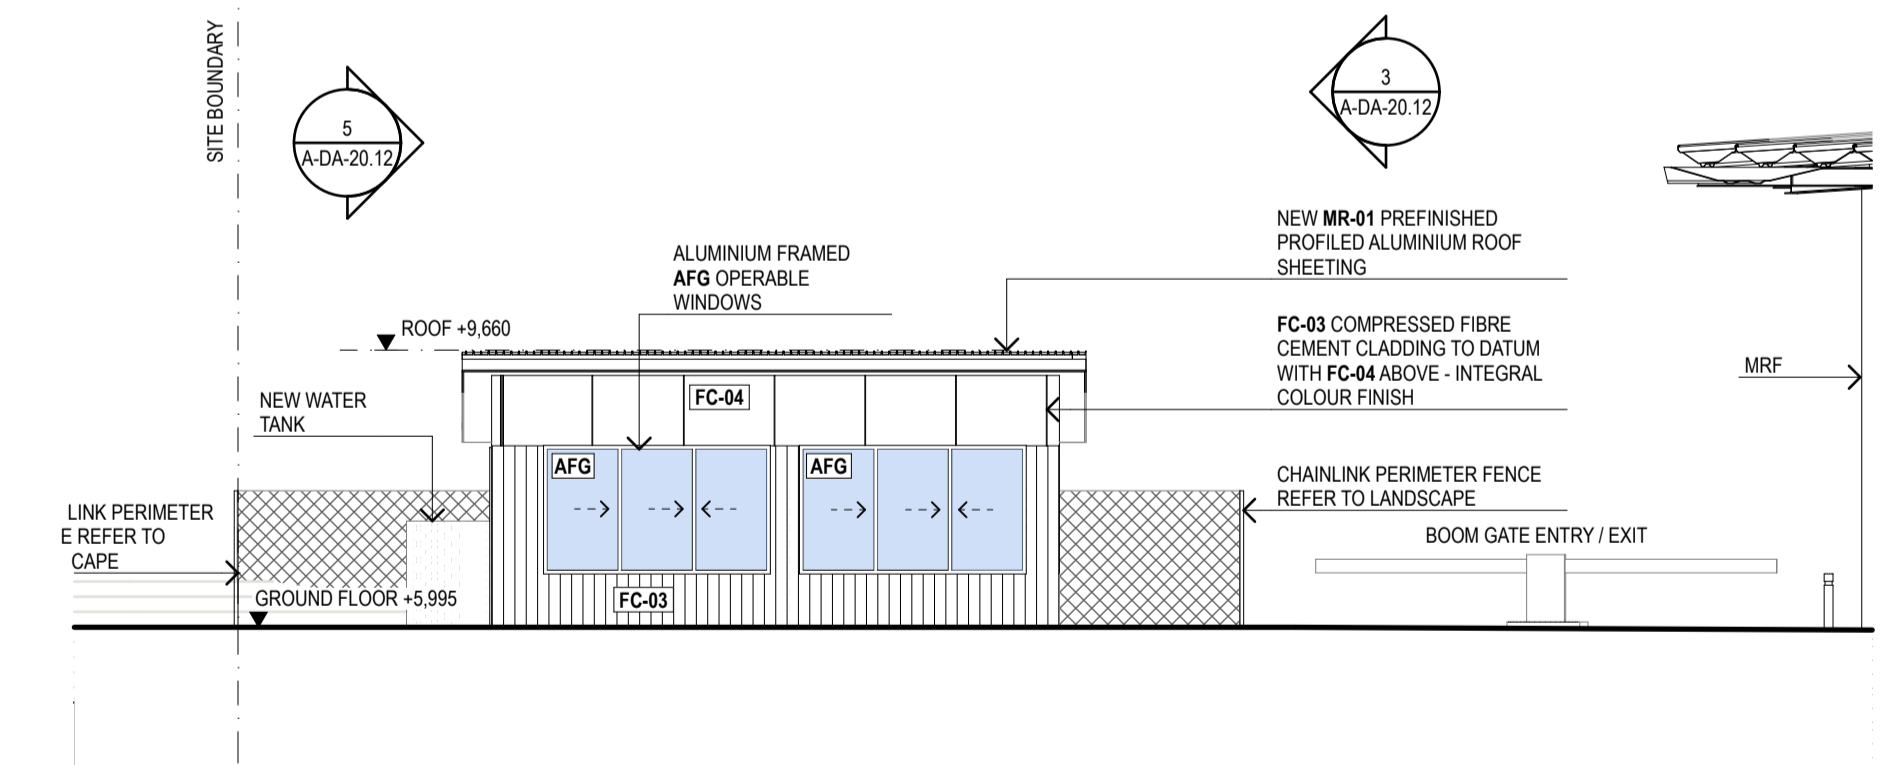 SITE BOUNDARY
5
A-DA-20.12
3
A-DA-20.12
ALUMINIUM FRAMED
AFG OPERABLE
WINDOWS
NEW MR-01 PREFINISHED
PROFILED ALUMINIUM ROOF
SHEETING
ROOF +9,660
FC-03 COMPRESSED FIBRE
CEMENT CLADDING TO DATUM
WITH FC-04 ABOVE - INTEGRAL
COLOUR FINISH
MRF
NEW WATER
TANK
FC-04
AFG
AFG
CHAINLINK PERIMETER FENCE
REFER TO LANDSCAPE
LINK PERIMETER
E REFER TO
CAPE
BOOM GATE ENTRY / EXIT
GROUND FLOOR +5,995
FC-03